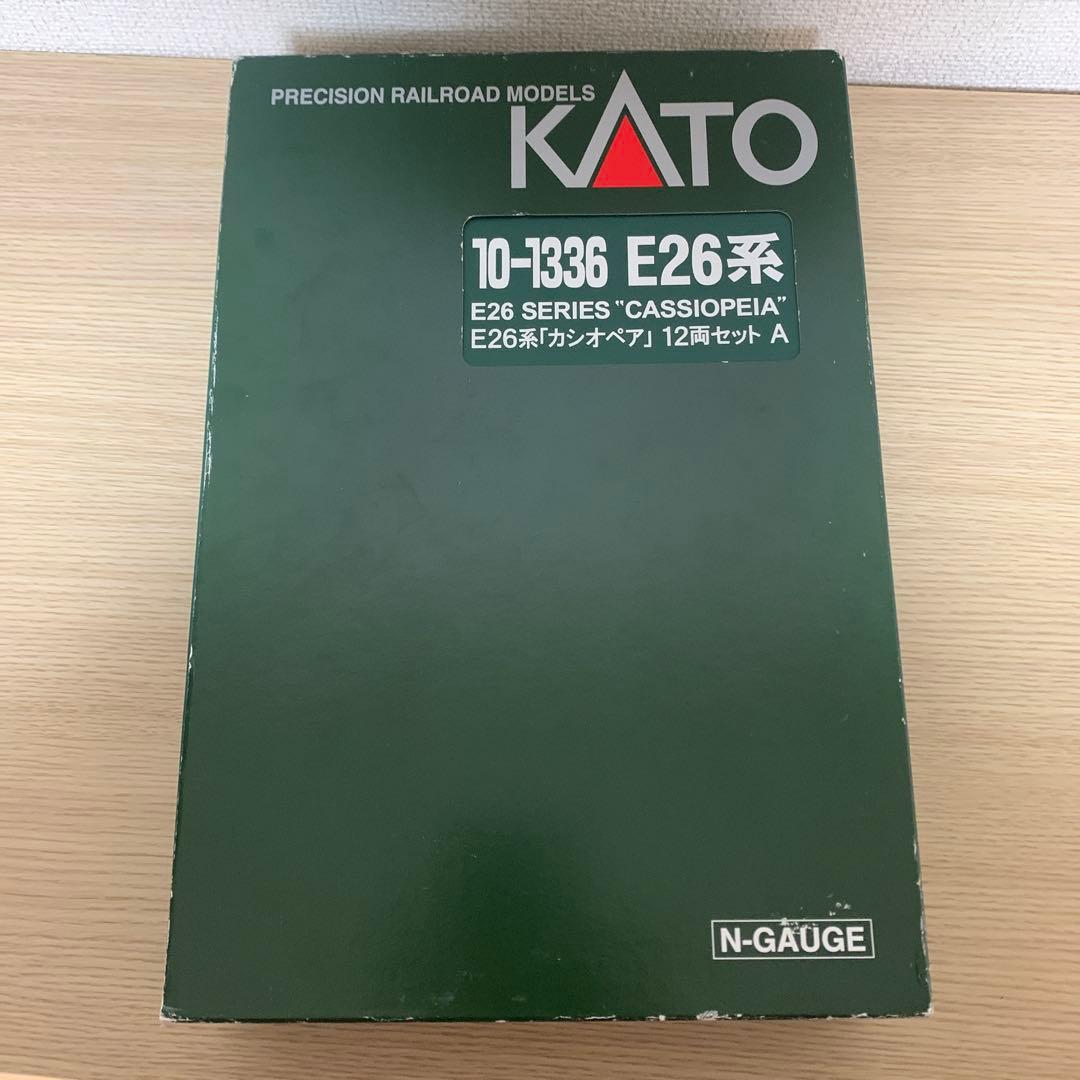 PRECISION RAILROAD MODELS
KATO
10-1336 E26系
E26 SERIES "CASSIOPEIA"
E26系「カシオペア」 12両セット A
N-GAUGE